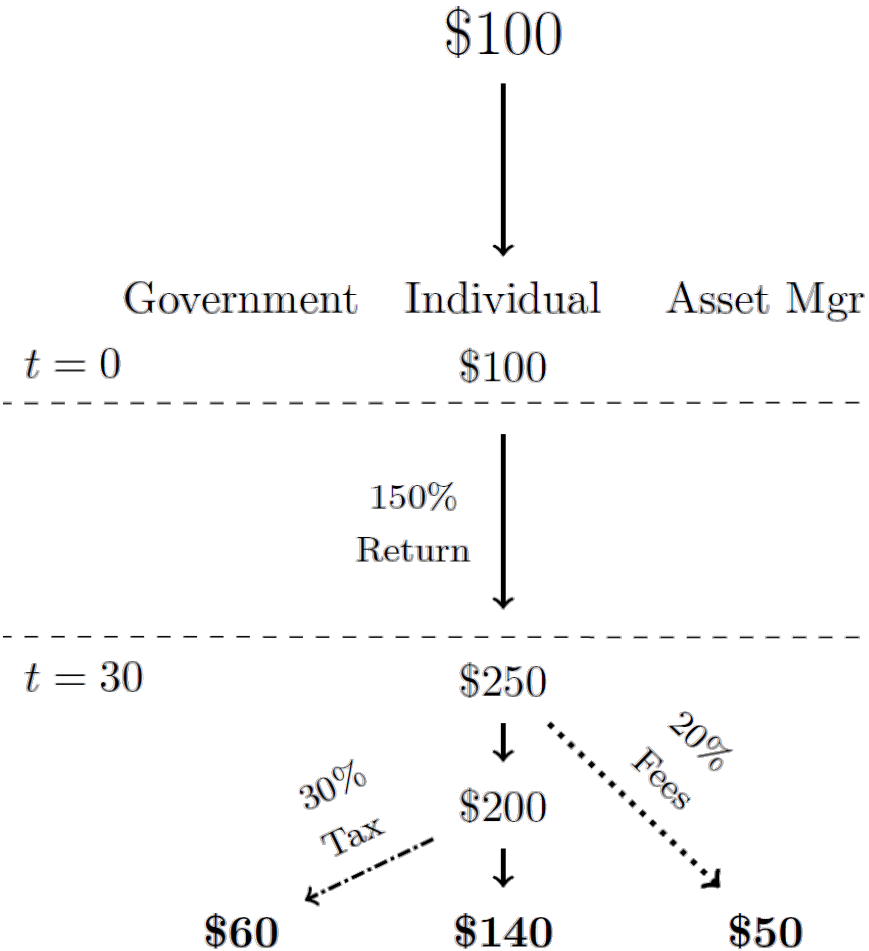 $100
Government Individual Asset Mgr
t = 0 $100
150%
Return
t = 30 $250
20%
Fees
30%
Tax
$200
$60 $140 $50